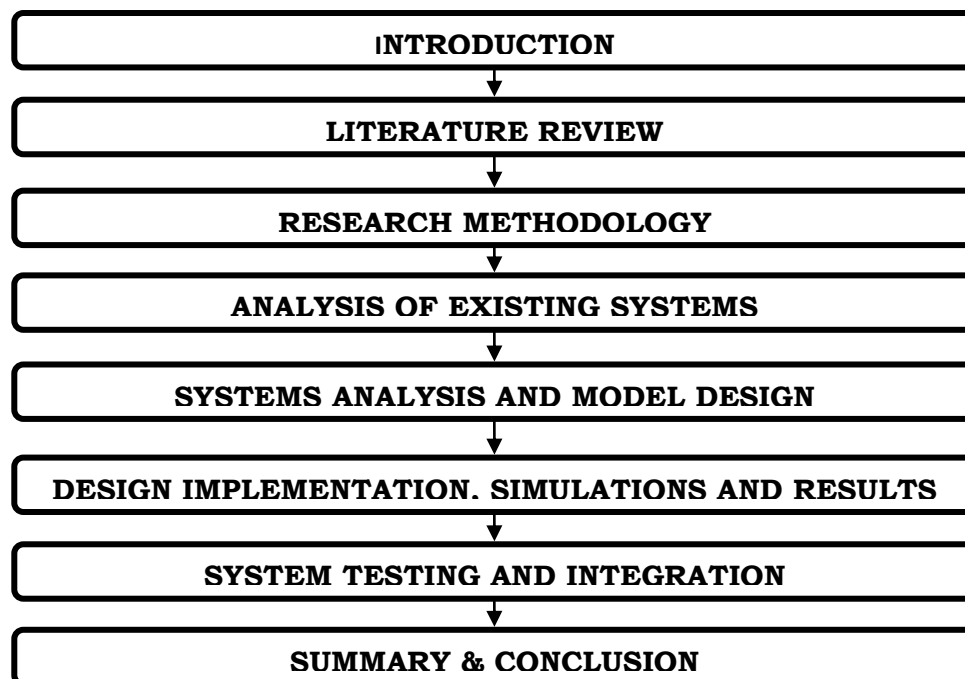 INTRODUCTION
LITERATURE REVIEW
RESEARCH METHODOLOGY
ANALYSIS OF EXISTING SYSTEMS
SYSTEMS ANALYSIS AND MODEL DESIGN
DESIGN IMPLEMENTATION, SIMULATIONS AND RESULTS
SYSTEM TESTING AND INTEGRATION
SUMMARY & CONCLUSION